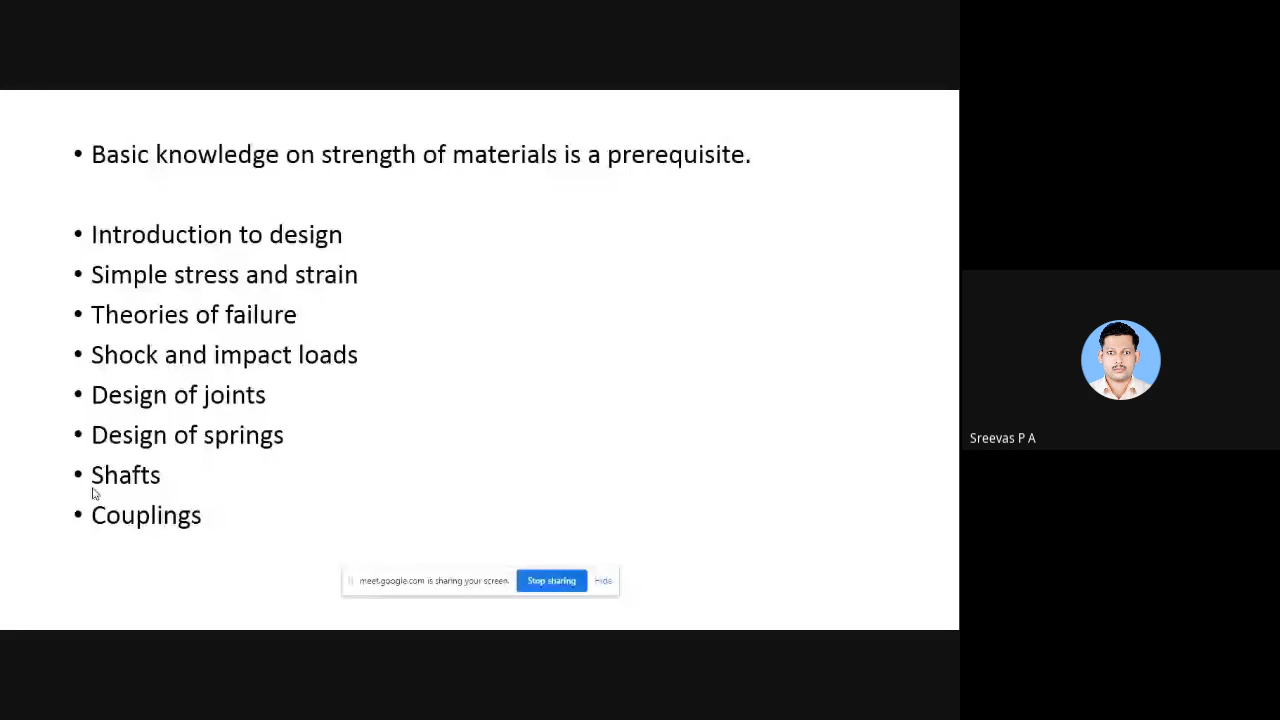 • Basic knowledge on strength of materials is a prerequisite.
• Introduction to design
• Simple stress and strain
• Theories of failure
• Shock and impact loads
• Design of joints
• Design of springs
• Shafts
• Couplings
meet.google.com is sharing your screen. Stop sharing Hide
Sreevas P A